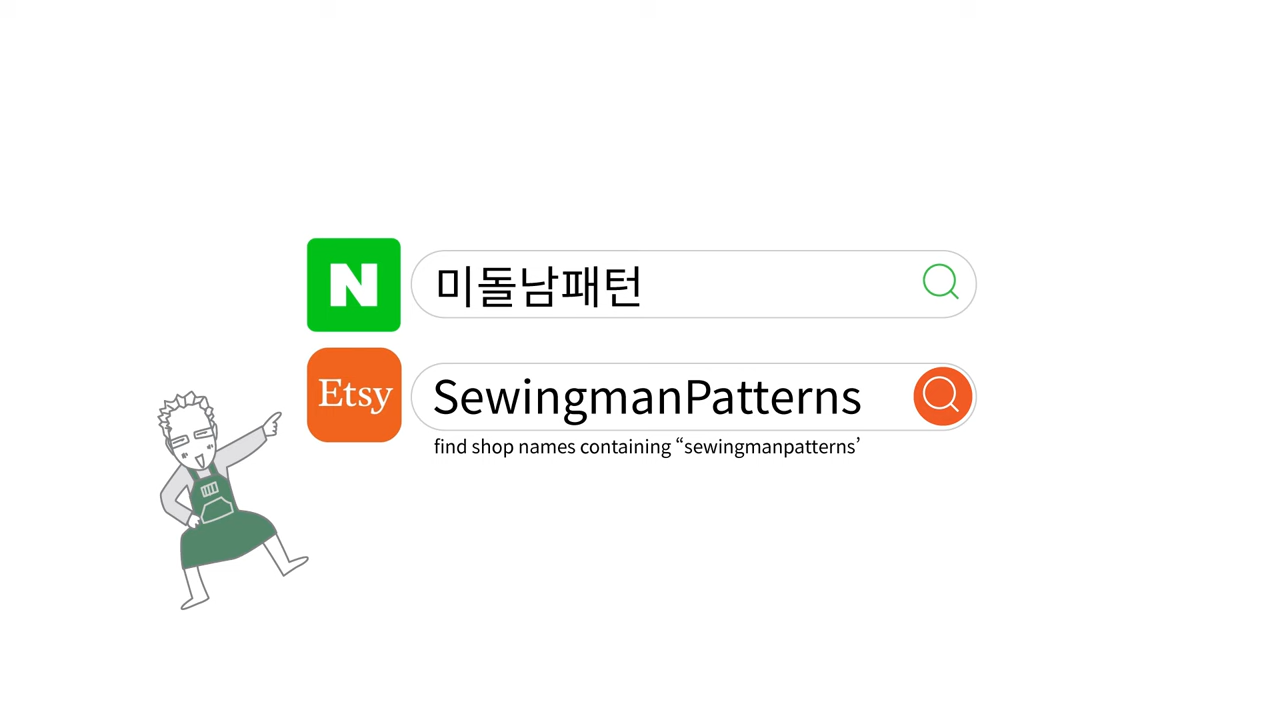 N
미돌남패턴
Etsy
SewingmanPatterns
find shop names containing “sewingmanpatterns’